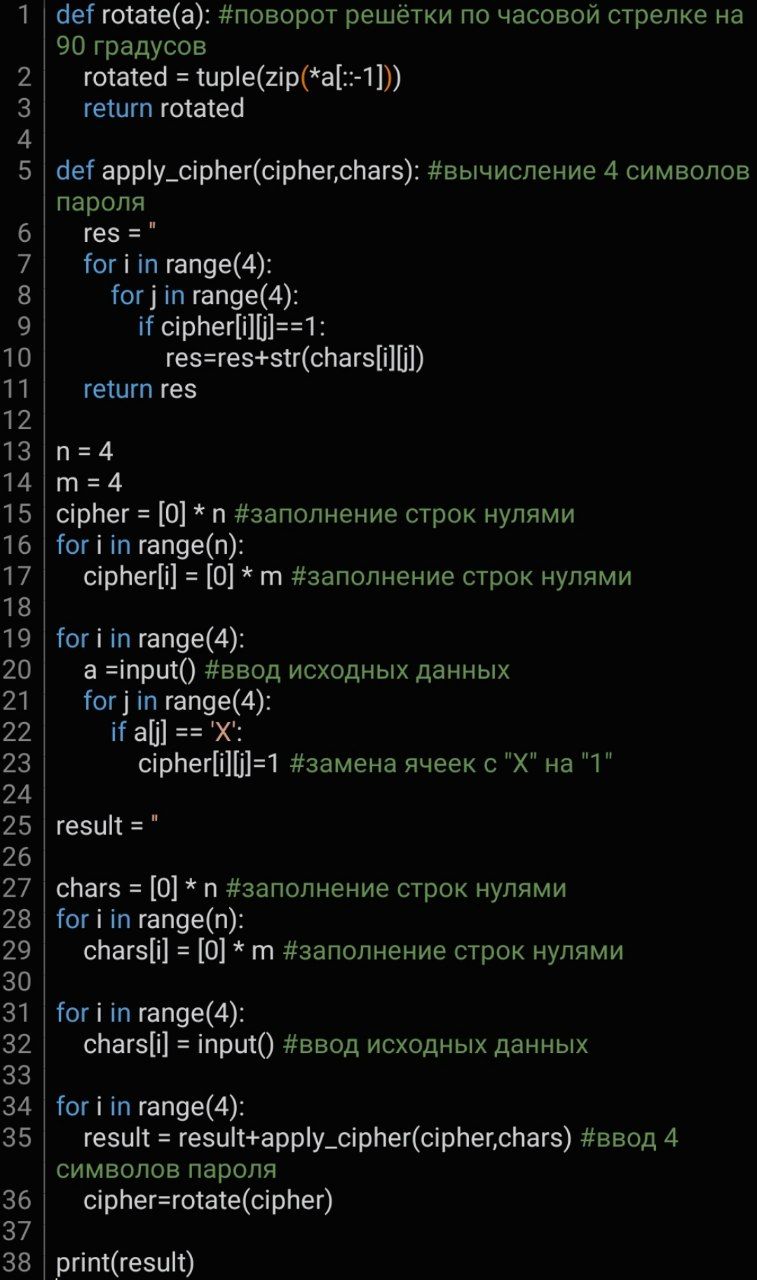 1 def rotate(a): #поворот решётки по часовой стрелке на
90 градусов
2 rotated = tuple(zip(*a[::-1]))
3 return rotated
4
5 def apply_cipher(cipher,chars): #вычисление 4 символов
пароля
6 res = ''
7 for i in range(4):
8 for j in range(4):
9 if cipher[i][j]==1:
10 res=res+str(chars[i][j])
11 return res
12
13 n = 4
14 m = 4
15 cipher = [0] * n #заполнение строк нулями
16 for i in range(n):
17 cipher[i] = [0] * m #заполнение строк нулями
18
19 for i in range(4):
20 a =input() #ввод исходных данных
21 for j in range(4):
22 if a[j] == 'X':
23 cipher[i][j]=1 #замена ячеек с "X" на "1"
24
25 result = ''
26
27 chars = [0] * n #заполнение строк нулями
28 for i in range(n):
29 chars[i] = [0] * m #заполнение строк нулями
30
31 for i in range(4):
32 chars[i] = input() #ввод исходных данных
33
34 for i in range(4):
35 result = result+apply_cipher(cipher,chars) #ввод 4
символов пароля
36 cipher=rotate(cipher)
37
38 print(result)